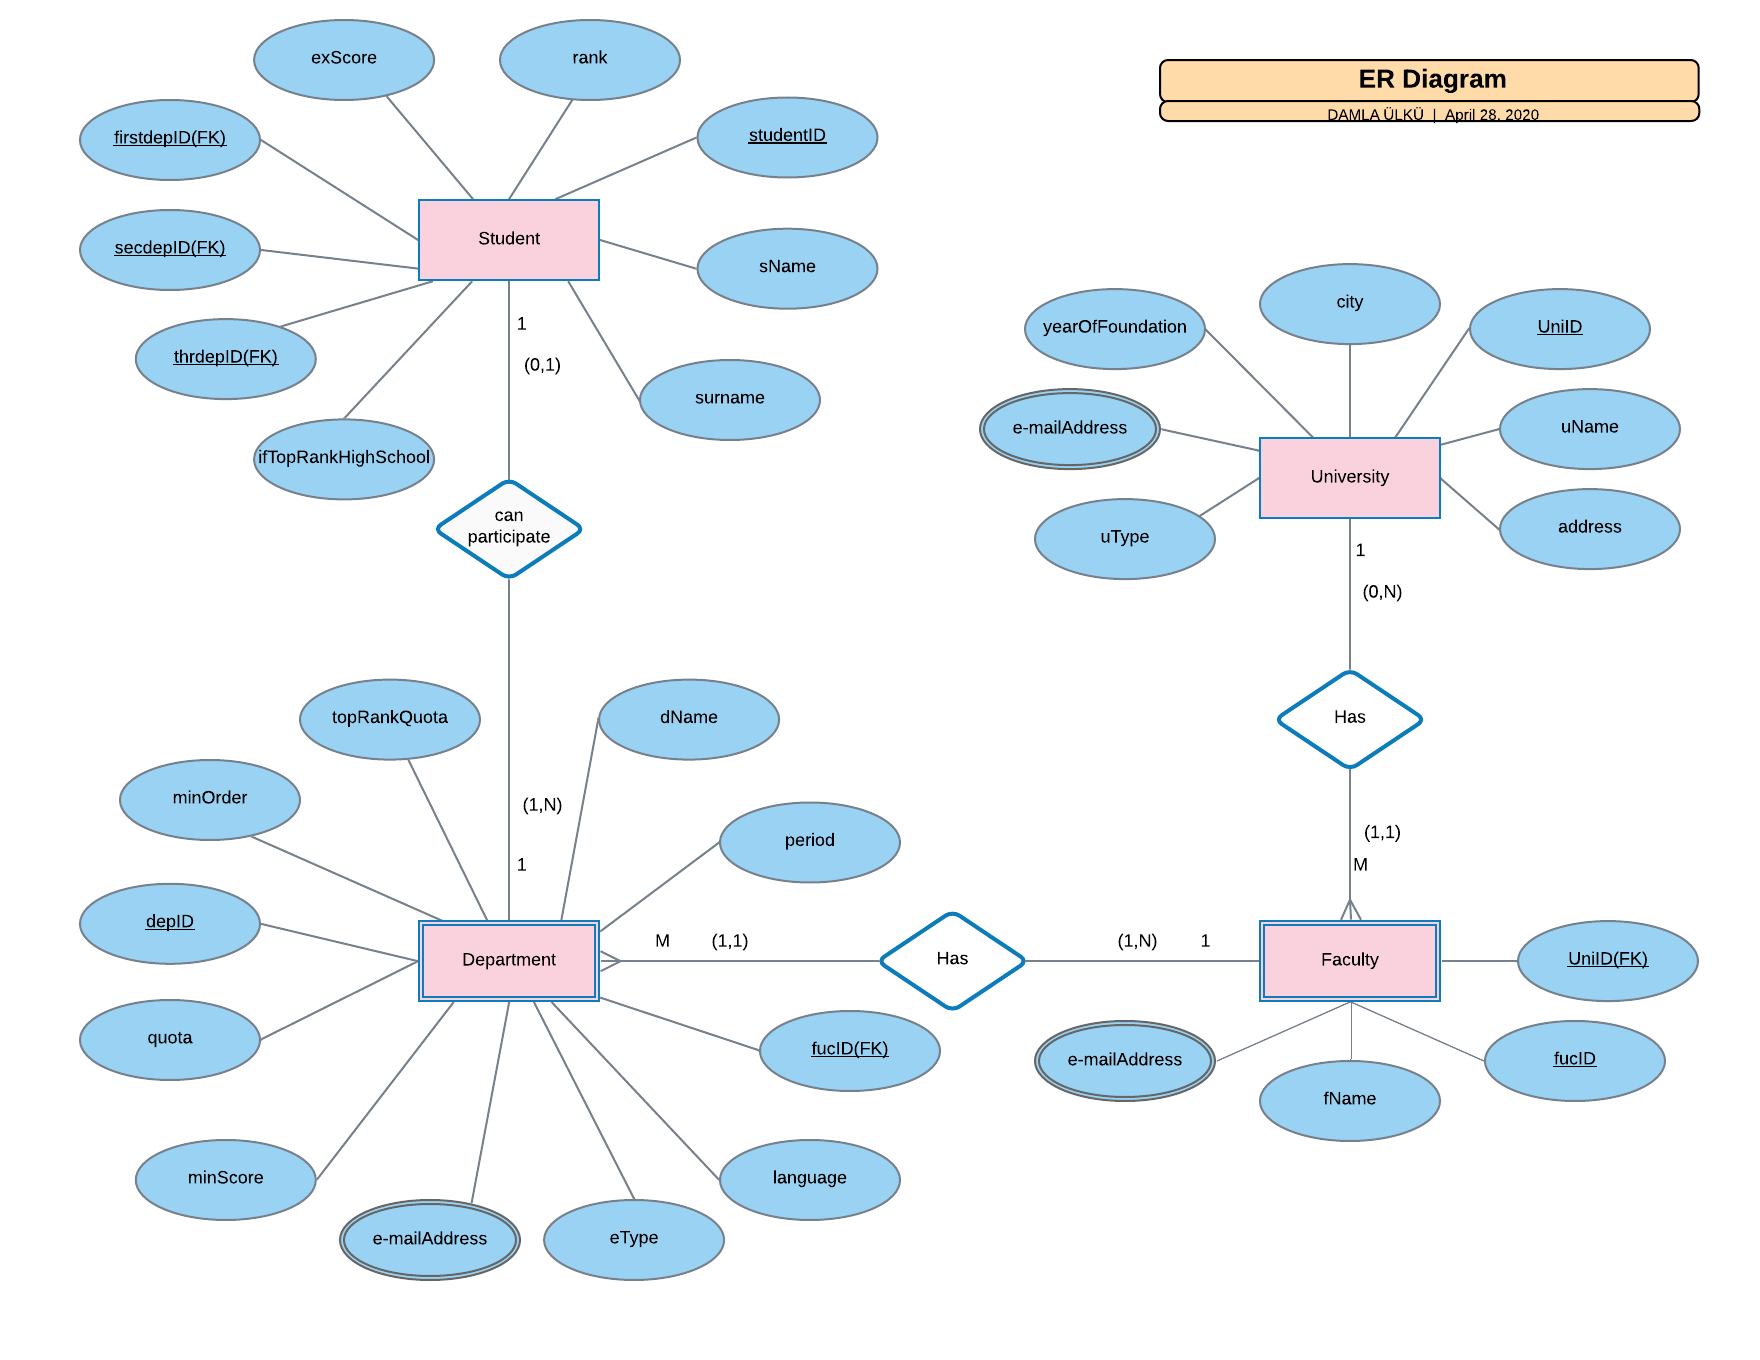 ER Diagram
DAMLA ÜLKÜ | April 28, 2020
exScore
rank
firstdepID(FK)
studentID
secdepID(FK)
Student
sName
thrdepID(FK)
1
(0,1)
surname
ifTopRankHighSchool
can
participate
yearOfFoundation
city
UniID
e-mailAddress
uName
University
uType
address
1
(0,N)
Has
(1,1)
M
topRankQuota
dName
minOrder
(1,N)
period
1
depID
Department
M
(1,1)
Has
(1,N)
1
Faculty
UniID(FK)
quota
fucID(FK)
e-mailAddress
fName
fucID
minScore
language
e-mailAddress
eType